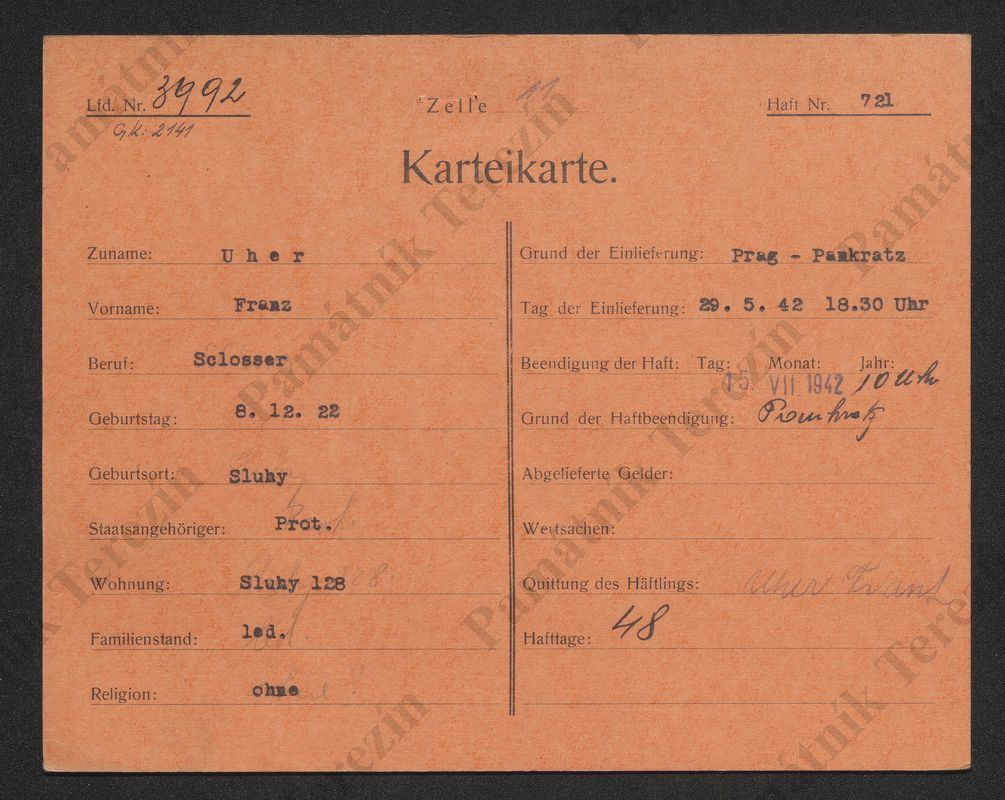 Lfd. Nr. 3992
Zelle 11
Haft Nr. 721
GK: 2141
Karteikarte.
Zuname: Uher
Vorname: Franz
Beruf: Sclosser
Geburtstag: 8. 12. 22
Geburtsort: Sluhy
Staatsangehöriger: Prot.
Wohnung: Sluhy 128
Familienstand: led.
Religion: ohne
Grund der Einlieferung: Prag - Pankratz
Tag der Einlieferung: 29. 5. 42 18.30 Uhr
Beendigung der Haft: Tag: Monat: Jahr:
15. VII 1942 10 Uhr
Grund der Haftbeendigung: Pankratz
Abgelieferte Gelder:
Wertsachen:
Quittung des Häftlings: Uher Frant
Hafttage: 48
Památník Terezín